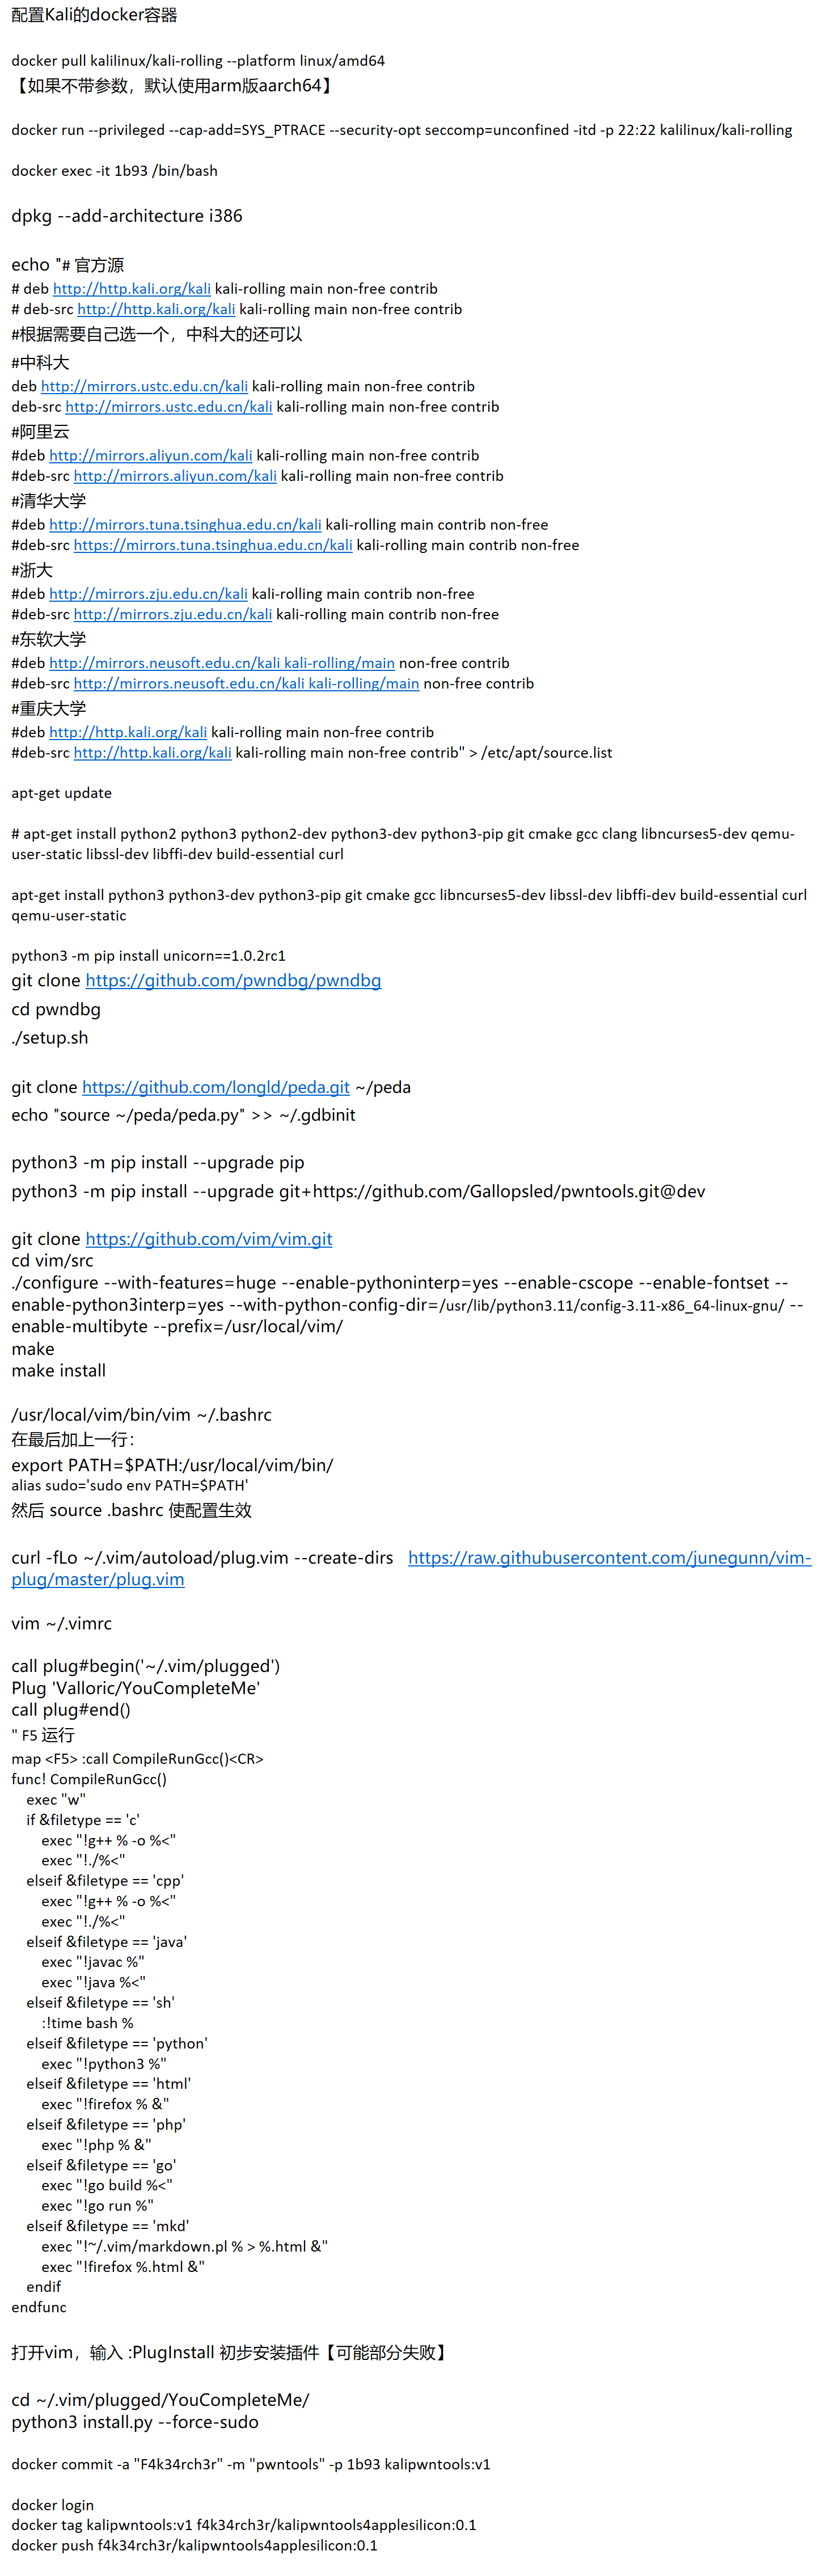 配置Kali的docker容器
docker pull kalilinux/kali-rolling --platform linux/amd64
【如果不带参数，默认使用arm版aarch64】
docker run --privileged --cap-add=SYS_PTRACE --security-opt seccomp=unconfined -itd -p 22:22 kalilinux/kali-rolling
docker exec -it 1b93 /bin/bash
dpkg --add-architecture i386
echo "# 官方源
# deb http://http.kali.org/kali kali-rolling main non-free contrib
# deb-src http://http.kali.org/kali kali-rolling main non-free contrib
#根据需要自己选一个，中科大的还可以
#中科大
deb http://mirrors.ustc.edu.cn/kali kali-rolling main non-free contrib
deb-src http://mirrors.ustc.edu.cn/kali kali-rolling main non-free contrib
#阿里云
#deb http://mirrors.aliyun.com/kali kali-rolling main non-free contrib
#deb-src http://mirrors.aliyun.com/kali kali-rolling main non-free contrib
#清华大学
#deb http://mirrors.tuna.tsinghua.edu.cn/kali kali-rolling main contrib non-free
#deb-src https://mirrors.tuna.tsinghua.edu.cn/kali kali-rolling main contrib non-free
#浙大
#deb http://mirrors.zju.edu.cn/kali kali-rolling main contrib non-free
#deb-src http://mirrors.zju.edu.cn/kali kali-rolling main contrib non-free
#东软大学
#deb http://mirrors.neusoft.edu.cn/kali kali-rolling/main non-free contrib
#deb-src http://mirrors.neusoft.edu.cn/kali kali-rolling/main non-free contrib
#重庆大学
#deb http://http.kali.org/kali kali-rolling main non-free contrib
#deb-src http://http.kali.org/kali kali-rolling main non-free contrib" > /etc/apt/source.list
apt-get update
# apt-get install python2 python3 python2-dev python3-dev python3-pip git cmake gcc clang libncurses5-dev qemu-
user-static libssl-dev libffi-dev build-essential curl
apt-get install python3 python3-dev python3-pip git cmake gcc libncurses5-dev libssl-dev libffi-dev build-essential curl
qemu-user-static
python3 -m pip install unicorn==1.0.2rc1
git clone https://github.com/pwndbg/pwndbg
cd pwndbg
./setup.sh
git clone https://github.com/longld/peda.git ~/peda
echo "source ~/peda/peda.py" >> ~/.gdbinit
python3 -m pip install --upgrade pip
python3 -m pip install --upgrade git+https://github.com/Gallopsled/pwntools.git@dev
git clone https://github.com/vim/vim.git
cd vim/src
./configure --with-features=huge --enable-pythoninterp=yes --enable-cscope --enable-fontset --
enable-python3interp=yes --with-python-config-dir=/usr/lib/python3.11/config-3.11-x86_64-linux-gnu/ --
enable-multibyte --prefix=/usr/local/vim/
make
make install
/usr/local/vim/bin/vim ~/.bashrc
在最后加上一行：
export PATH=$PATH:/usr/local/vim/bin/
alias sudo='sudo env PATH=$PATH'
然后 source .bashrc 使配置生效
curl -fLo ~/.vim/autoload/plug.vim --create-dirs   https://raw.githubusercontent.com/junegunn/vim-
plug/master/plug.vim
vim ~/.vimrc
call plug#begin('~/.vim/plugged')
Plug 'Valloric/YouCompleteMe'
call plug#end()
" F5 运行
map <F5> :call CompileRunGcc()<CR>
func! CompileRunGcc()
    exec "w"
    if &filetype == 'c'
        exec "!g++ % -o %<"
        exec "!./%<"
    elseif &filetype == 'cpp'
        exec "!g++ % -o %<"
        exec "!./%<"
    elseif &filetype == 'java'
        exec "!javac %"
        exec "!java %<"
    elseif &filetype == 'sh'
        :!time bash %
    elseif &filetype == 'python'
        exec "!python3 %"
    elseif &filetype == 'html'
        exec "!firefox % &"
    elseif &filetype == 'php'
        exec "!php % &"
    elseif &filetype == 'go'
        exec "!go build %<"
        exec "!go run %"
    elseif &filetype == 'mkd'
        exec "!~/.vim/markdown.pl % > %.html &"
        exec "!firefox %.html &"
    endif
endfunc
打开vim，输入 :PlugInstall 初步安装插件【可能部分失败】
cd ~/.vim/plugged/YouCompleteMe/
python3 install.py --force-sudo
docker commit -a "F4k34rch3r" -m "pwntools" -p 1b93 kalipwntools:v1
docker login
docker tag kalipwntools:v1 f4k34rch3r/kalipwntools4applesilicon:0.1
docker push f4k34rch3r/kalipwntools4applesilicon:0.1